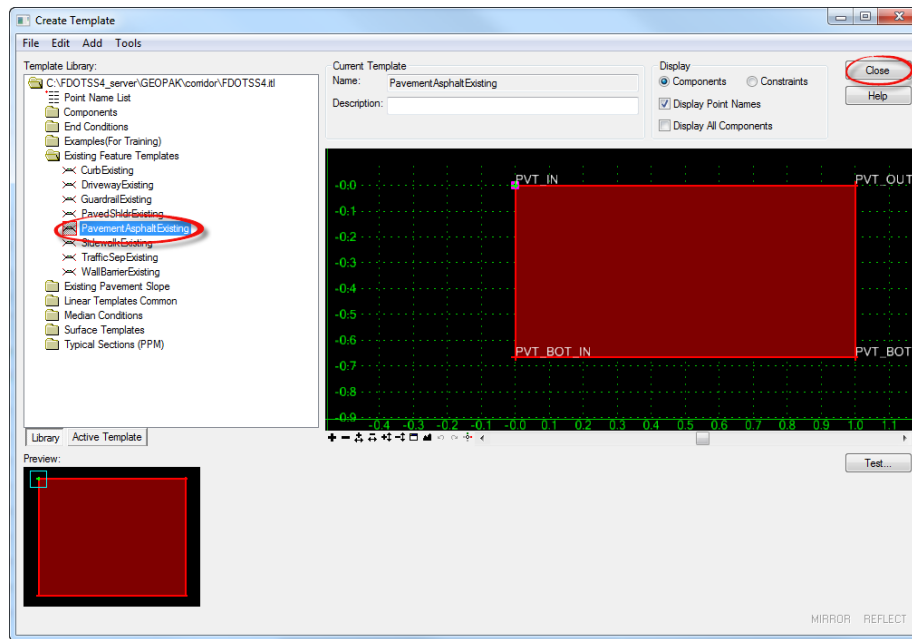 Create Template
File Edit Add Tools
Template Library:
C:\FDOTSS4_server\GEOPAK\corridor\FDOTSS4.itl
Point Name List
Components
End Conditions
Examples(For Training)
Existing Feature Templates
CurbExisting
DrivewayExisting
GuardrailExisting
PavedShldrExisting
PavementAsphaltExisting
SidewalkExisting
TrafficSepExisting
WallBarrierExisting
Existing Pavement Slope
Linear Templates Common
Median Conditions
Surface Templates
Typical Sections (PPM)
Library Active Template
Preview:
Current Template
Name: PavementAsphaltExisting
Description:
Display
Components Constraints
Display Point Names
Display All Components
Close
Help
PVT_IN PVT_OUT
-0.0
-0.1
-0.2
-0.3
-0.4
-0.5
-0.6
PVT_BOT_IN PVT_BOT
-0.7
-0.8
-0.9
-0.4 -0.3 -0.2 -0.1 -0.0 0.1 0.2 0.3 0.4 0.5 0.6 0.7 0.8 0.9 1.0 1.1
Test...
MIRROR REFLECT